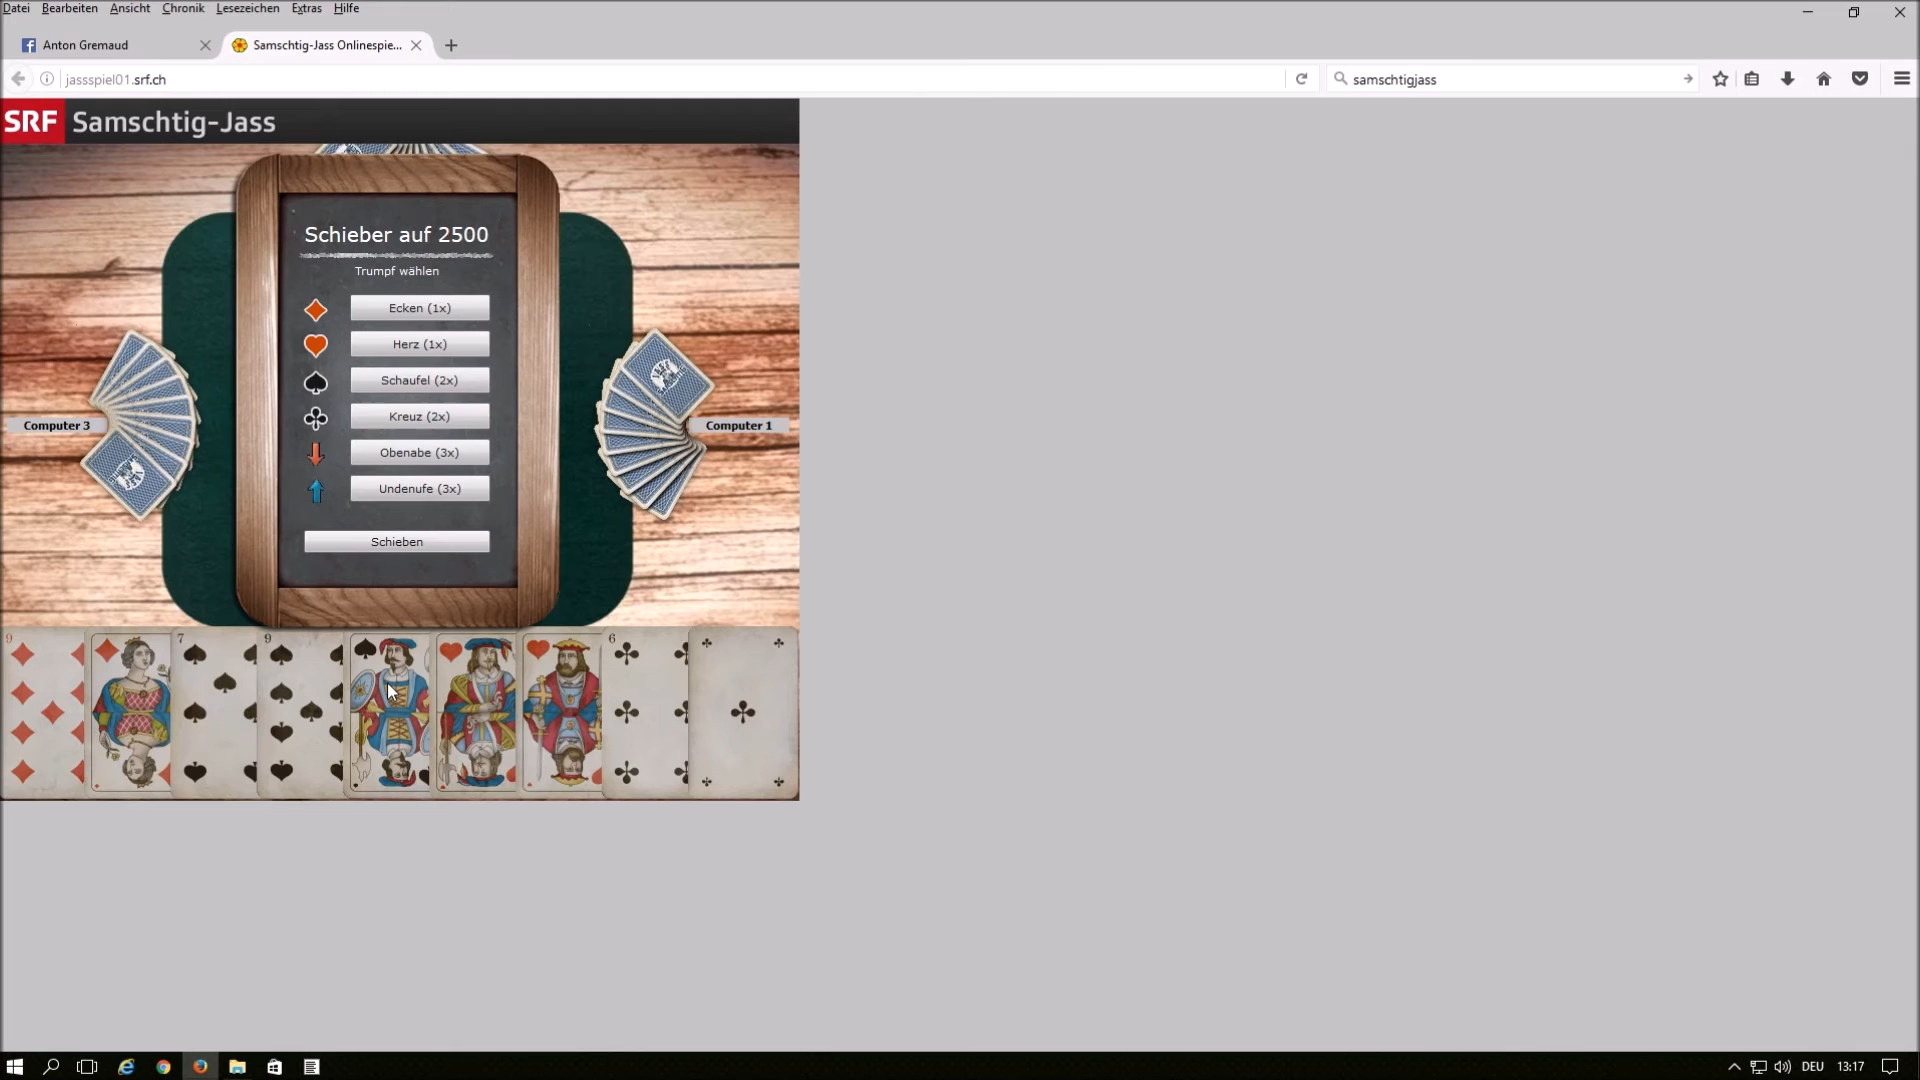 Datei Bearbeiten Ansicht Chronik Lesezeichen Extras Hilfe
Anton Gremaud
Samschtig-Jass Onlinespie...
jassspiel01.srf.ch
samschtigjass
SRF Samschtig-Jass
Schieber auf 2500
Trumpf wählen
Ecken (1x)
Herz (1x)
Schaufel (2x)
Kreuz (2x)
Obenabe (3x)
Undenufe (3x)
Schieben
Computer 3
Computer 1
9
7
9
6
DEU 13:17